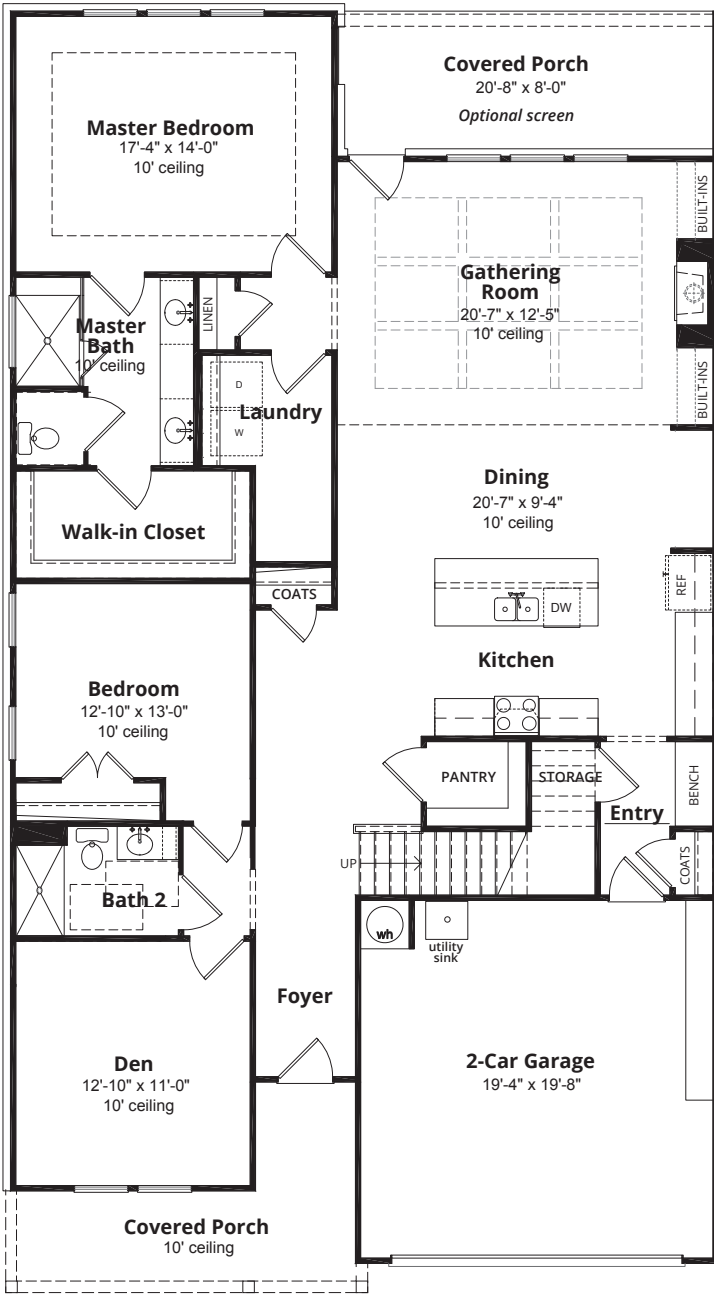 Covered Porch
20'-8" x 8'-0"
Optional screen
Master Bedroom
17'-4" x 14'-0"
10' ceiling
BUILT-INS
Gathering
Room
20'-7" x 12'-5"
10' ceiling
LINEN
Master
Bath
10' ceiling
BUILT-INS
D
Laundry
W
Dining
20'-7" x 9'-4"
10' ceiling
Walk-in Closet
COATS
REF
DW
Kitchen
Bedroom
12'-10" x 13'-0"
10' ceiling
PANTRY
STORAGE
BENCH
Entry
UP
COATS
Bath 2
wh
utility
sink
Foyer
Den
12'-10" x 11'-0"
10' ceiling
2-Car Garage
19'-4" x 19'-8"
Covered Porch
10' ceiling